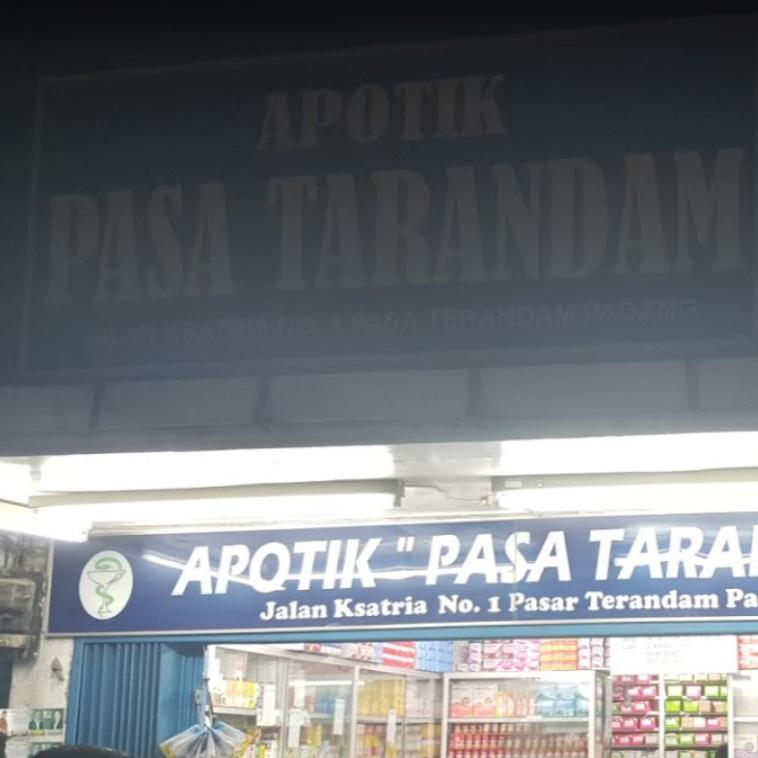 APOTIK
PASA TARANDAM
JALAN KSATRIA NO. 1 PASA TERANDAM PADANG
APOTIK " PASA TARA
Jalan Ksatria No. 1 Pasar Terandam Pa